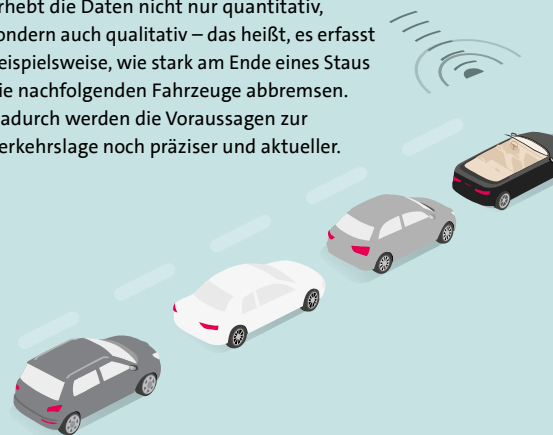 rhebt die Daten nicht nur quantitativ,
ondern auch qualitativ – das heißt, es erfasst
eispielsweise, wie stark am Ende eines Staus
ie nachfolgenden Fahrzeuge abbremsen.
adurch werden die Voraussagen zur
erkehrslage noch präziser und aktueller.